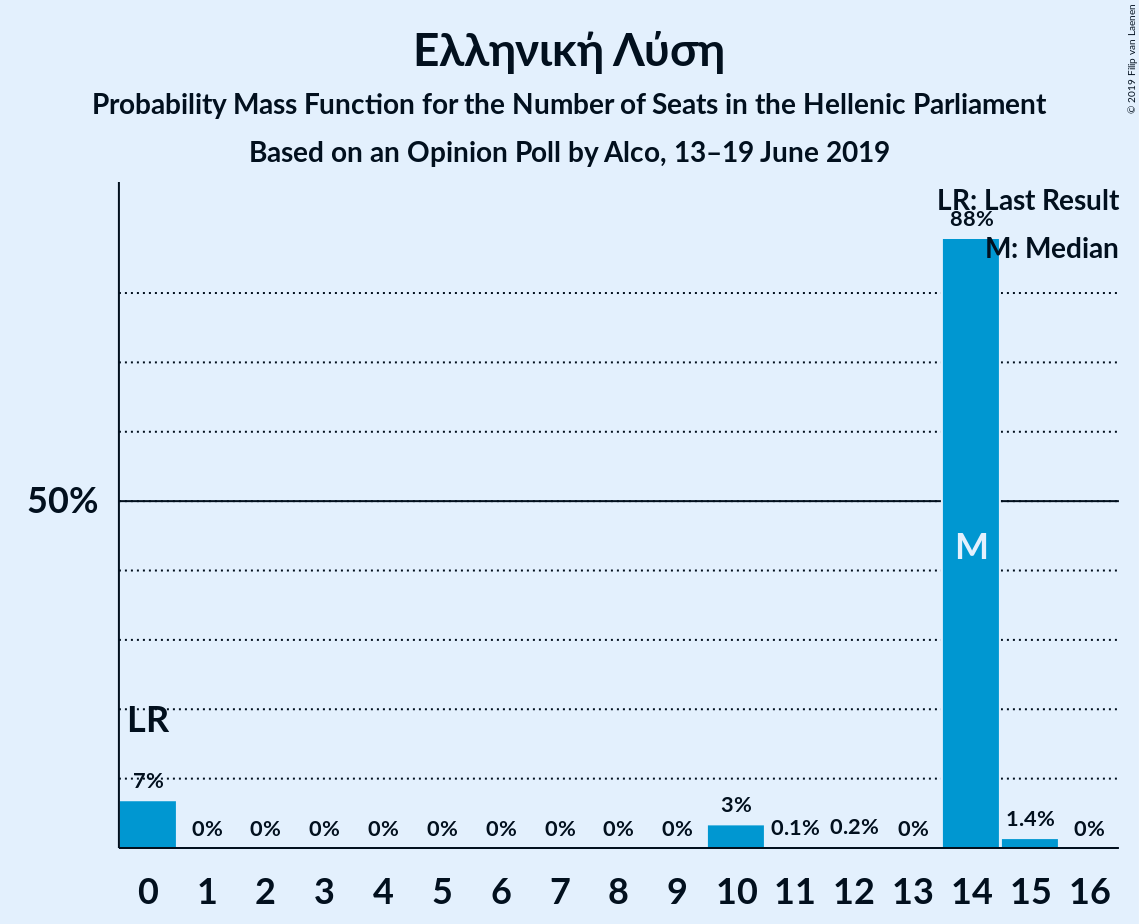 Ελληνική Λύση
Probability Mass Function for the Number of Seats in the Hellenic Parliament
Based on an Opinion Poll by Alco, 13–19 June 2019
© 2019 Filip van Laenen
LR: Last Result
M: Median
50%
LR
M
7% 0% 0% 0% 0% 0% 0% 0% 0% 0% 3% 0.1% 0.2% 0% 88% 1.4% 0%
0 1 2 3 4 5 6 7 8 9 10 11 12 13 14 15 16